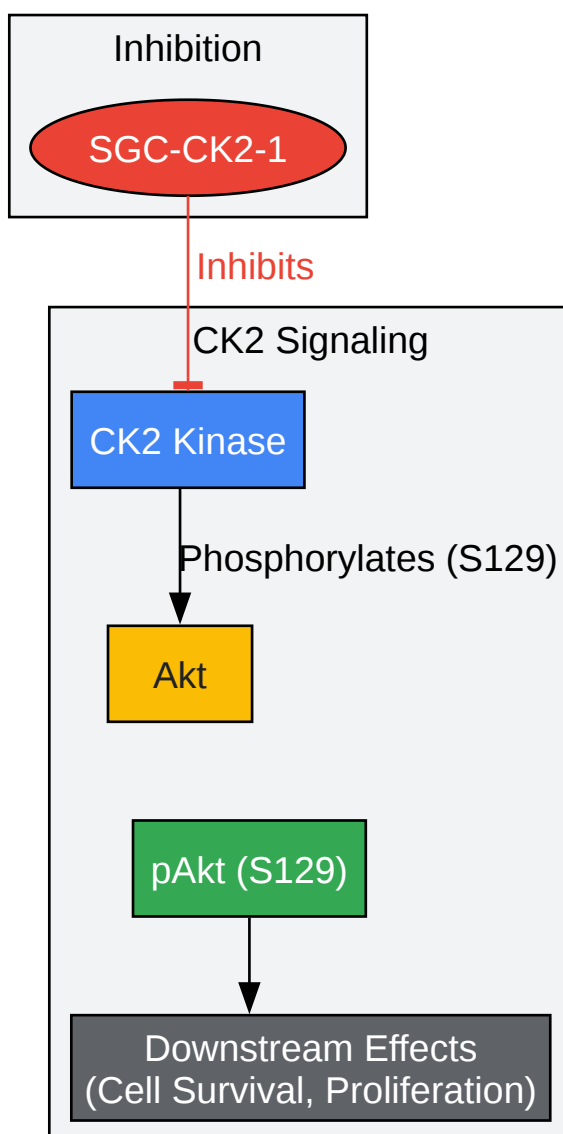 Inhibition
SGC-CK2-1
Inhibits
CK2 Signaling
CK2 Kinase
Phosphorylates (S129)
Akt
pAkt (S129)
Downstream Effects
(Cell Survival, Proliferation)